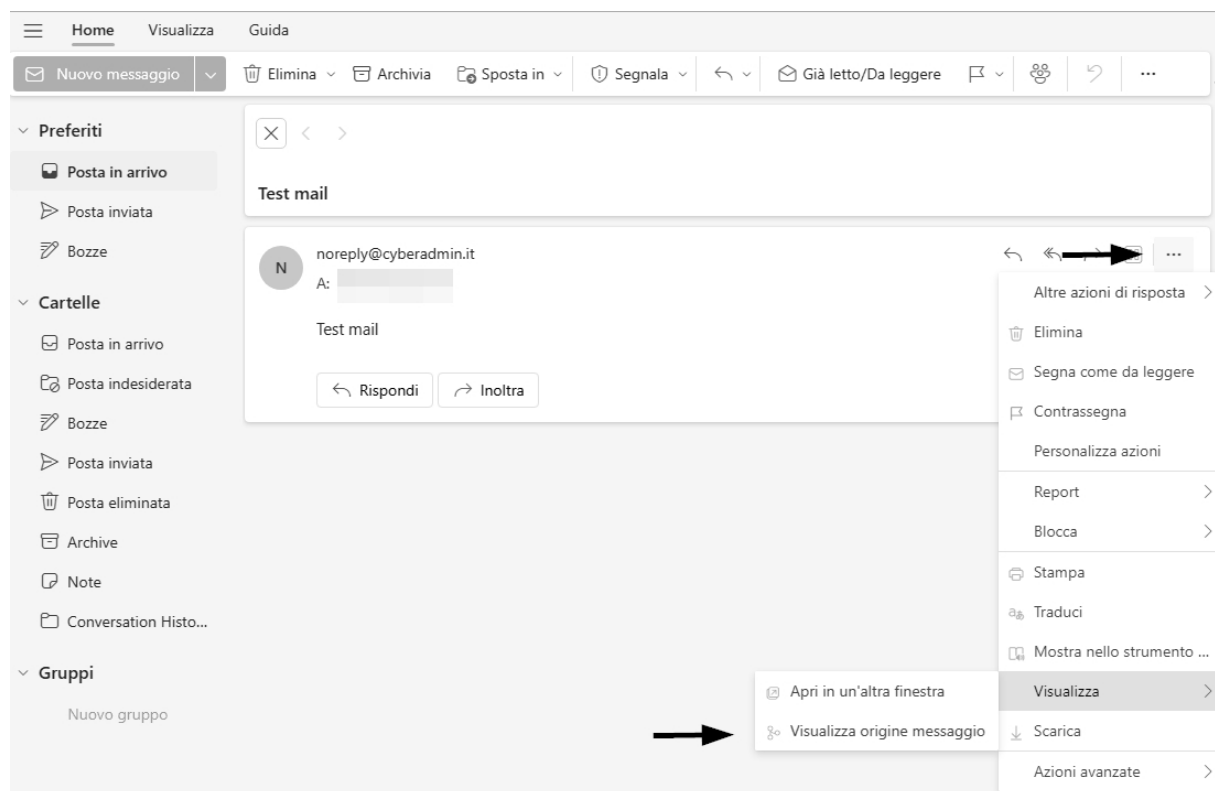 Home Visualizza Guida
Nuovo messaggio Elimina Archivia Sposta in Segnala Già letto/Da leggere ...
Preferiti
Posta in arrivo
Posta inviata
Bozze
Cartelle
Posta in arrivo
Posta indesiderata
Bozze
Posta inviata
Posta eliminata
Archive
Note
Conversation Histo...
Gruppi
Nuovo gruppo
Test mail
N
noreply@cyberadmin.it
A:
Test mail
Rispondi Inoltra
...
Altre azioni di risposta
Elimina
Segna come da leggere
Contrassegna
Personalizza azioni
Report
Blocca
Stampa
Traduci
Mostra nello strumento ...
Visualizza
Scarica
Azioni avanzate
Apri in un'altra finestra
Visualizza origine messaggio